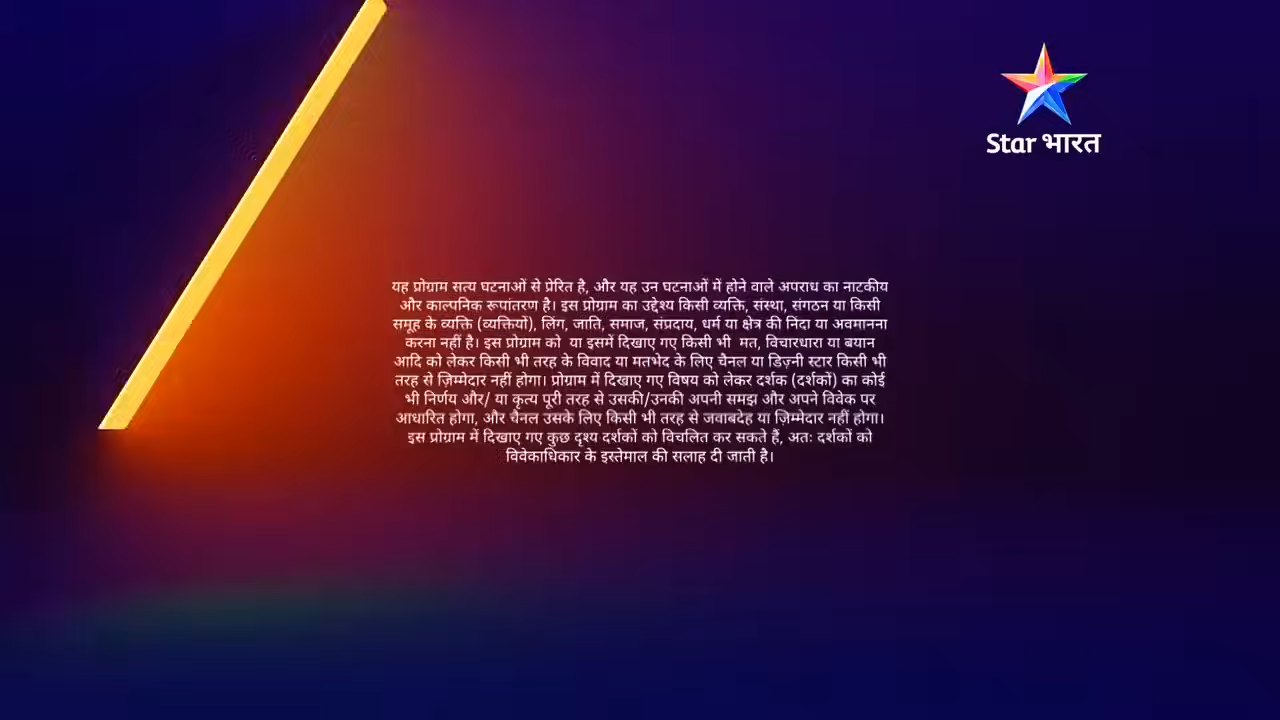 Star भारत
यह प्रोग्राम सत्य घटनाओं से प्रेरित है, और यह उन घटनाओं में होने वाले अपराध का नाटकीय
और काल्पनिक रूपांतरण है। इस प्रोग्राम का उद्देश्य किसी व्यक्ति, संस्था, संगठन या किसी
समूह के व्यक्ति (व्यक्तियों), लिंग, जाति, समाज, संप्रदाय, धर्म या क्षेत्र की निंदा या अवमानना
करना नहीं है। इस प्रोग्राम को या इसमें दिखाए गए किसी भी मत, विचारधारा या बयान
आदि को लेकर किसी भी तरह के विवाद या मतभेद के लिए चैनल या डिज़्नी स्टार किसी भी
तरह से ज़िम्मेदार नहीं होगा। प्रोग्राम में दिखाए गए विषय को लेकर दर्शक (दर्शकों) का कोई
भी निर्णय और/ या कृत्य पूरी तरह से उसकी/उनकी अपनी समझ और अपने विवेक पर
आधारित होगा, और चैनल उसके लिए किसी भी तरह से जवाबदेह या ज़िम्मेदार नहीं होगा।
इस प्रोग्राम में दिखाए गए कुछ दृश्य दर्शकों को विचलित कर सकते हैं, अतः दर्शकों को
विवेकाधिकार के इस्तेमाल की सलाह दी जाती है।